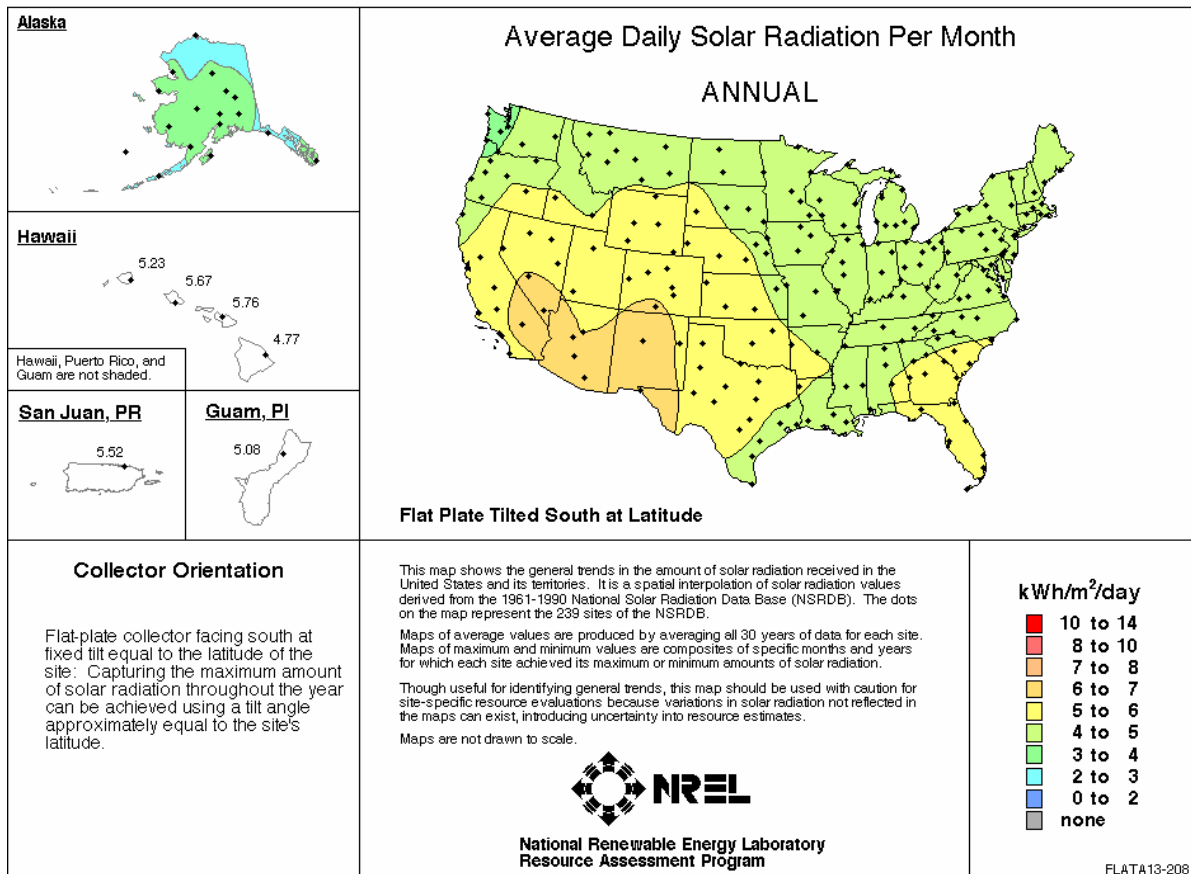 Alaska
Average Daily Solar Radiation Per Month
ANNUAL
Hawaii
5.23
5.67
5.76
4.77
Hawaii, Puerto Rico, and
Guam are not shaded.
San Juan, PR
5.52
Guam, PI
5.08
Flat Plate Tilted South at Latitude
Collector Orientation
Flat-plate collector facing south at
fixed tilt equal to the latitude of the
site: Capturing the maximum amount
of solar radiation throughout the year
can be achieved using a tilt angle
approximately equal to the site's
latitude.
This map shows the general trends in the amount of solar radiation received in the
United States and its territories. It is a spatial interpolation of solar radiation values
derived from the 1961-1990 National Solar Radiation Data Base (NSRDB). The dots
on the map represent the 239 sites of the NSRDB.
Maps of average values are produced by averaging all 30 years of data for each site.
Maps of maximum and minimum values are composites of specific months and years
for which each site achieved its maximum or minimum amounts of solar radiation.
Though useful for identifying general trends, this map should be used with caution for
site-specific resource evaluations because variations in solar radiation not reflected in
the maps can exist, introducing uncertainty into resource estimates.
Maps are not drawn to scale.
NREL
National Renewable Energy Laboratory
Resource Assessment Program
kWh/m²/day
10 to 14
8 to 10
7 to 8
6 to 7
5 to 6
4 to 5
3 to 4
2 to 3
0 to 2
none
FLATA13-208